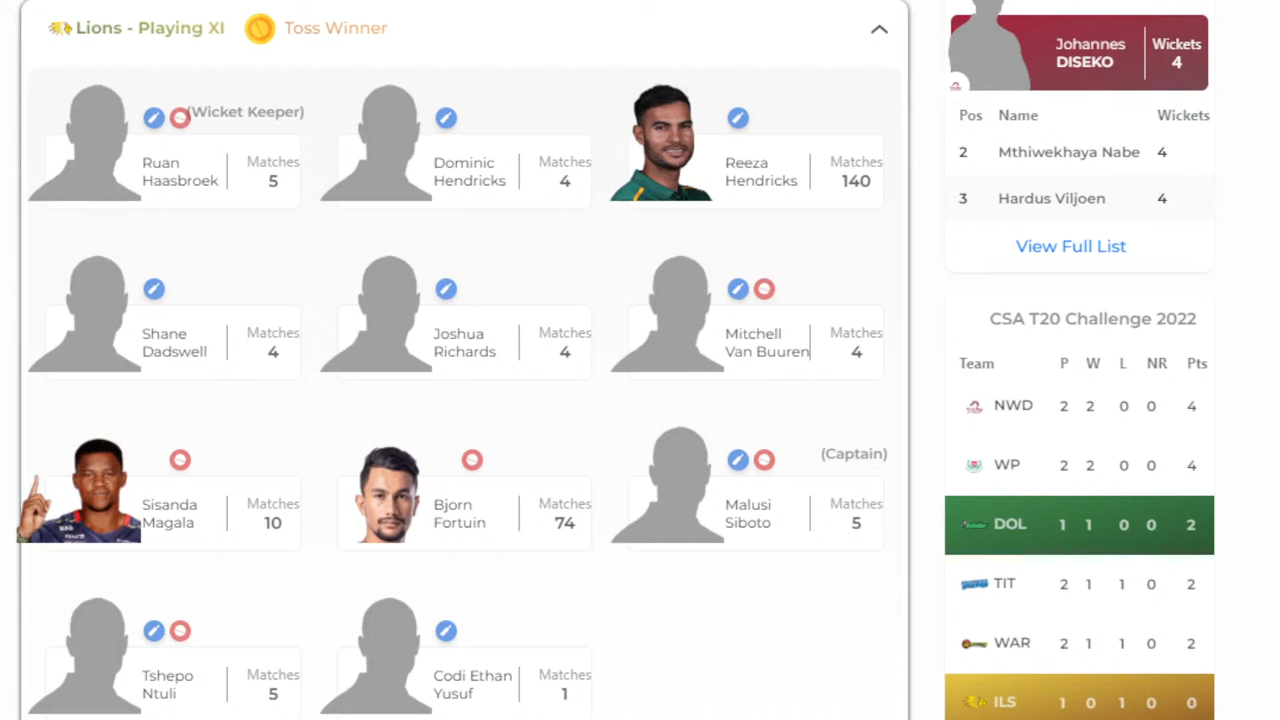 Lions - Playing XI Toss Winner
(Wicket Keeper)
Ruan
Haasbroek
Matches
5
Dominic
Hendricks
Matches
4
Reeza
Hendricks
Matches
140
Shane
Dadswell
Matches
4
Joshua
Richards
Matches
4
Mitchell
Van Buuren
Matches
4
Sisanda
Magala
Matches
10
Bjorn
Fortuin
Matches
74
(Captain)
Malusi
Siboto
Matches
5
Tshepo
Ntuli
Matches
5
Codi Ethan
Yusuf
Matches
1
Johannes
DISEKO
Wickets
4
Pos Name Wickets
2 Mthiwekhaya Nabe 4
3 Hardus Viljoen 4
View Full List
CSA T20 Challenge 2022
Team P W L NR Pts
NWD 2 2 0 0 4
WP 2 2 0 0 4
DOL 1 1 0 0 2
TIT 2 1 1 0 2
WAR 2 1 1 0 2
ILS 1 0 1 0 0